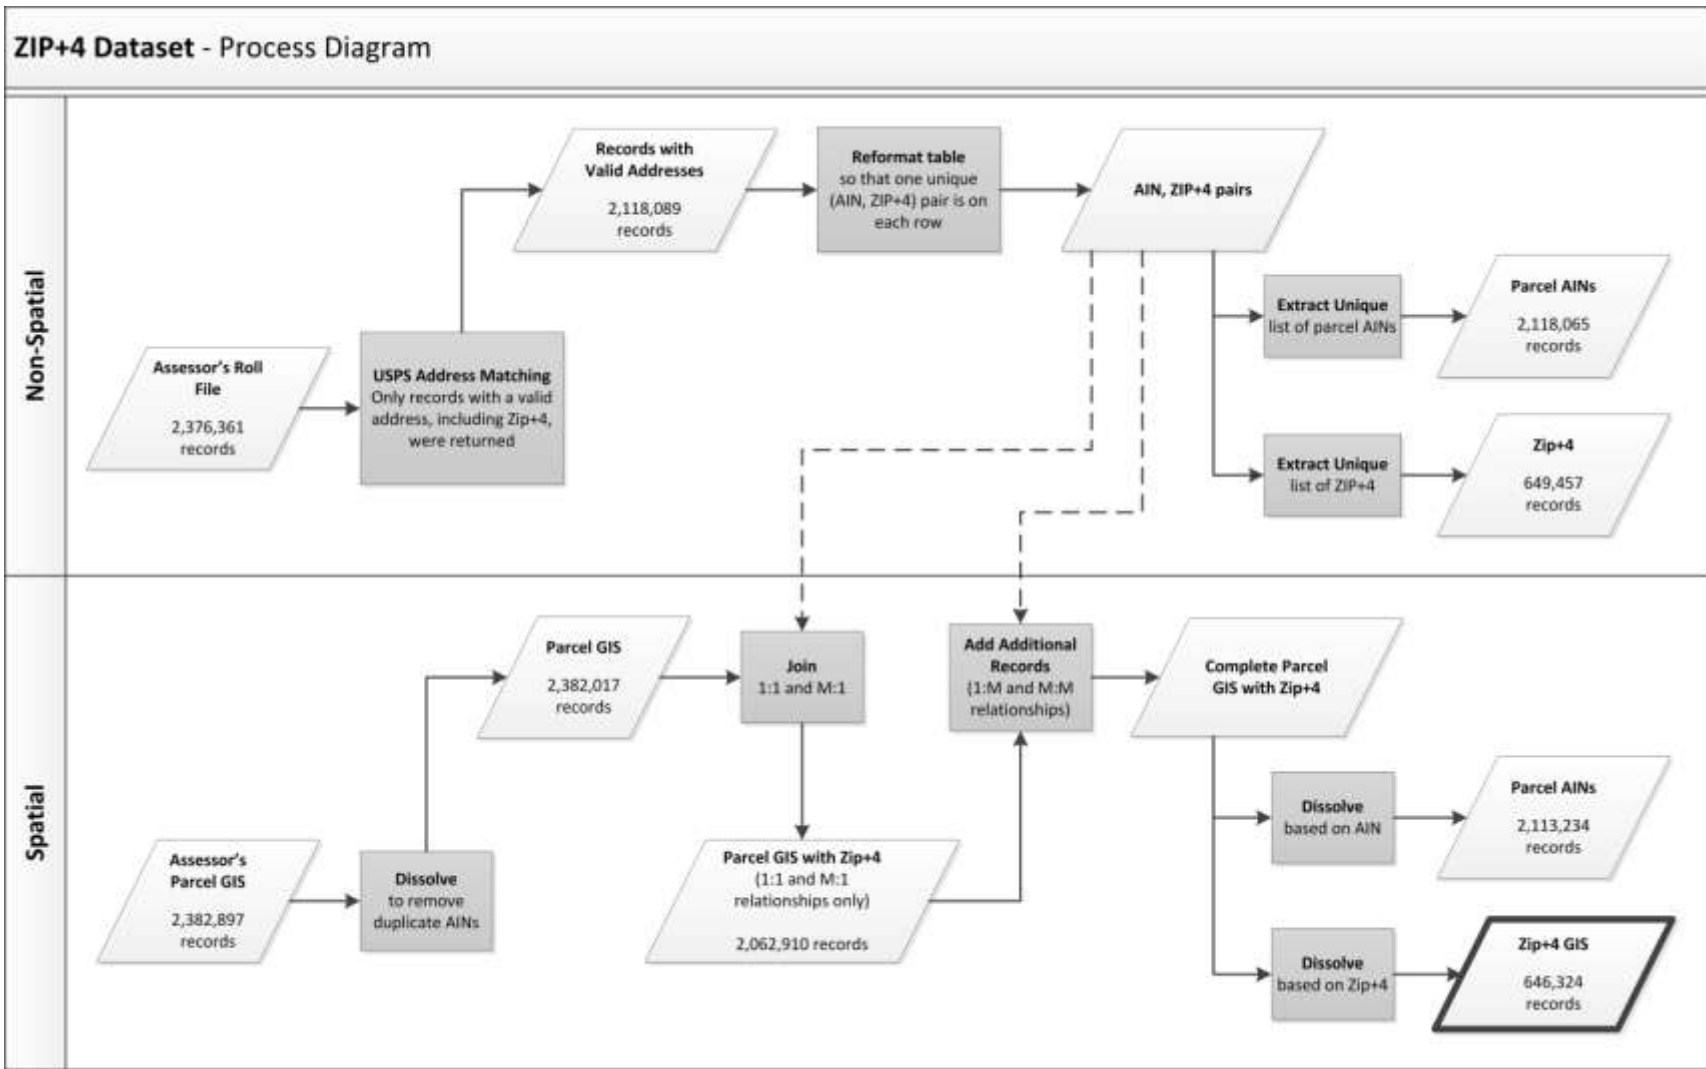 ZIP+4 Dataset - Process Diagram
Non-Spatial
Assessor's Roll
File
2,376,361
records
USPS Address Matching
Only records with a valid
address, including Zip+4,
were returned
Records with
Valid Addresses
2,118,089
records
Reformat table
so that one unique
(AIN, ZIP+4) pair is on
each row
AIN, ZIP+4 pairs
Extract Unique
list of parcel AINs
Parcel AINs
2,118,065
records
Extract Unique
list of ZIP+4
Zip+4
649,457
records
Spatial
Assessor's
Parcel GIS
2,382,897
records
Dissolve
to remove
duplicate AINs
Parcel GIS
2,382,017
records
Join
1:1 and M:1
Parcel GIS with Zip+4
(1:1 and M:1
relationships only)
2,062,910 records
Add Additional
Records
(1:M and M:M
relationships)
Complete Parcel
GIS with Zip+4
Dissolve
based on AIN
Parcel AINs
2,113,234
records
Dissolve
based on Zip+4
Zip+4 GIS
646,324
records